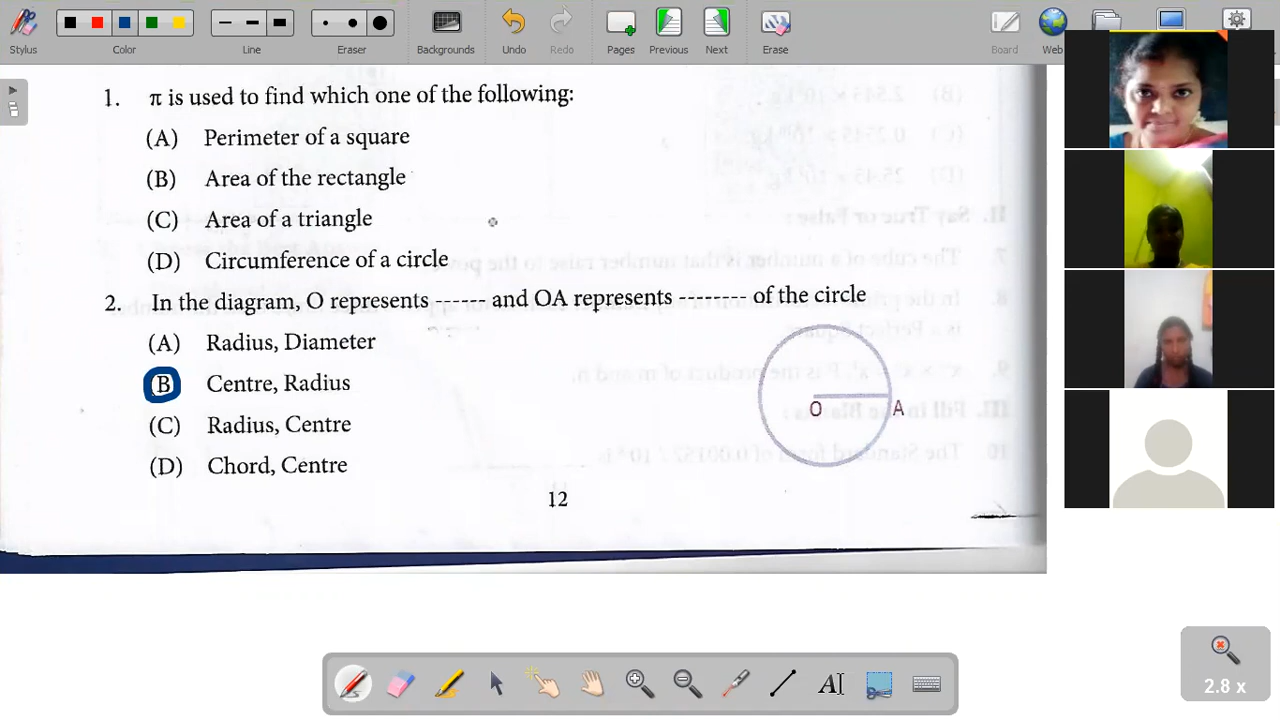 Stylus
Color
Line
Eraser
Backgrounds
Undo
Redo
Pages
Previous
Next
Erase
Board
Web
1. π is used to find which one of the following:
(A) Perimeter of a square
(B) Area of the rectangle
(C) Area of a triangle
(D) Circumference of a circle
2. In the diagram, O represents ------ and OA represents -------- of the circle
(A) Radius, Diameter
B Centre, Radius
(C) Radius, Centre
(D) Chord, Centre
O A
12
2.8 x